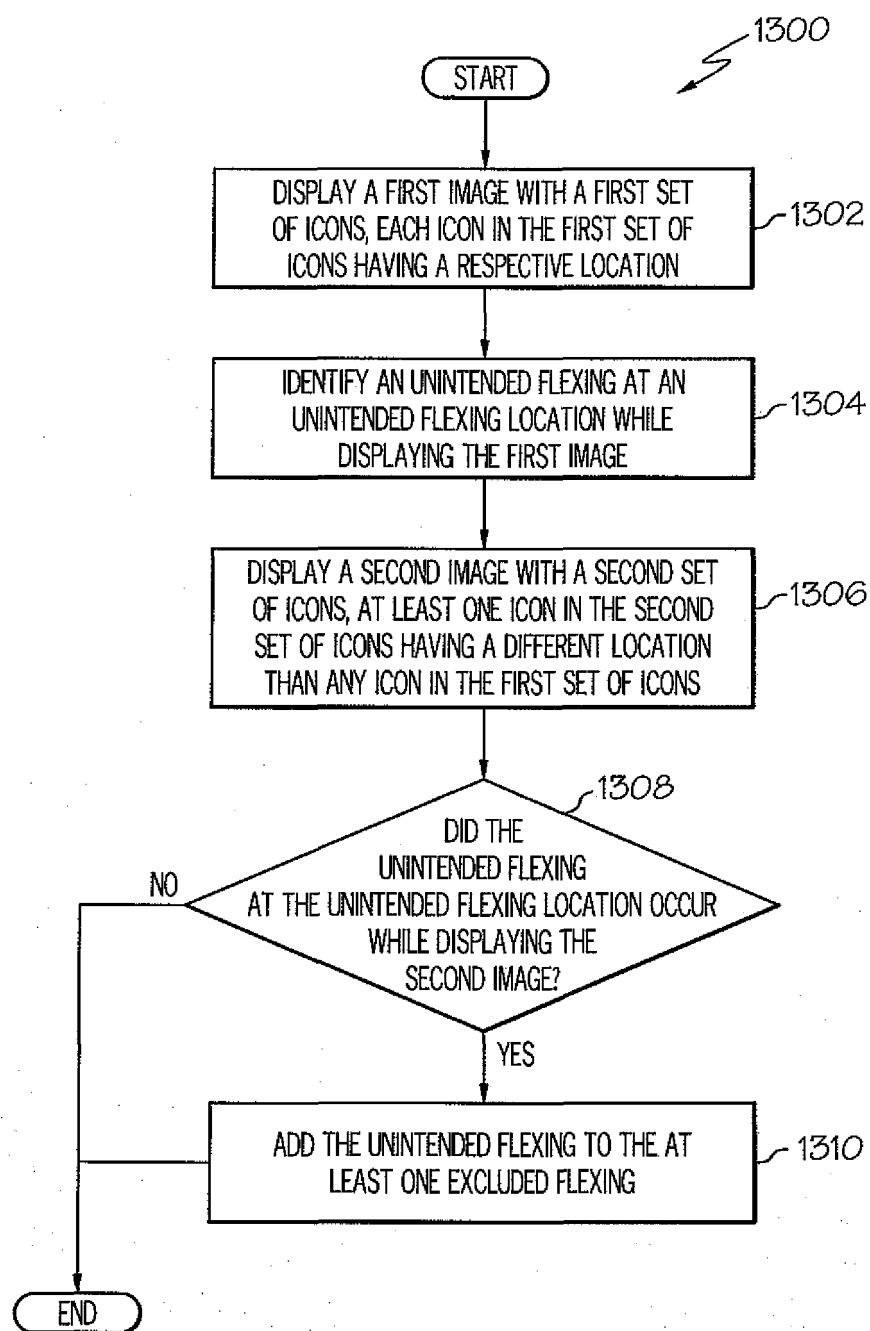 1300
START
DISPLAY A FIRST IMAGE WITH A FIRST SET
OF ICONS, EACH ICON IN THE FIRST SET OF
ICONS HAVING A RESPECTIVE LOCATION
1302
IDENTIFY AN UNINTENDED FLEXING AT AN
UNINTENDED FLEXING LOCATION WHILE
DISPLAYING THE FIRST IMAGE
1304
DISPLAY A SECOND IMAGE WITH A SECOND SET
OF ICONS, AT LEAST ONE ICON IN THE SECOND
SET OF ICONS HAVING A DIFFERENT LOCATION
THAN ANY ICON IN THE FIRST SET OF ICONS
1306
1308
DID THE
UNINTENDED FLEXING
AT THE UNINTENDED FLEXING LOCATION OCCUR
WHILE DISPLAYING THE
SECOND IMAGE?
NO
YES
ADD THE UNINTENDED FLEXING TO THE AT
LEAST ONE EXCLUDED FLEXING
1310
END